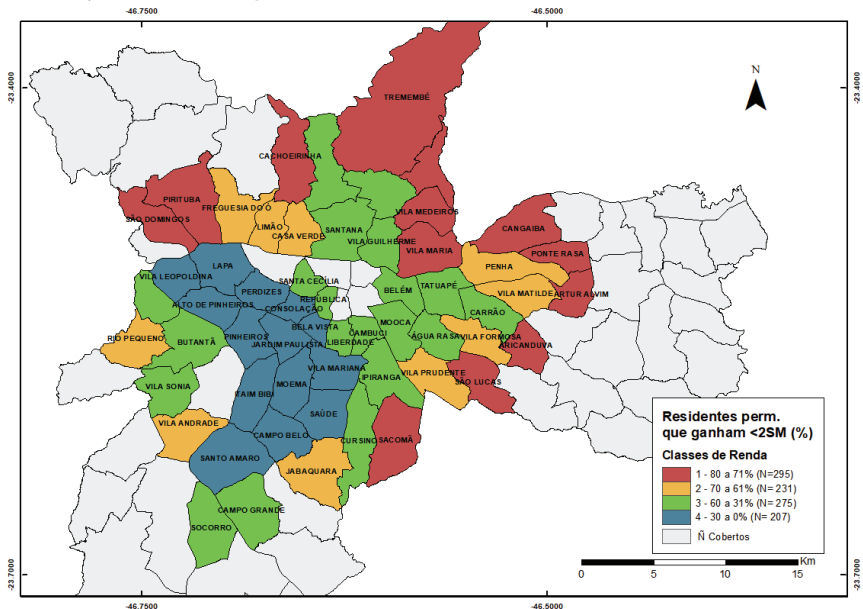 -46.7500
-46.5000
-23.4000
-23.4000
N
TREMEMBÉ
CACHOEIRINHA
PIRITUBA
FREGUESIA DO Ó
SÃO DOMINGOS
VILA MEDEIROS
LIMÃO
CASA VERDE
SANTANA
VILA GUILHERME
VILA MARIA
CANGAIBA
PONTE RASA
LAPA
VILA LEOPOLDINA
PENHA
SANTA CECÍLIA
TATUAPÉ
BELÉM
PERDIZES
VILA MATILDE
ARTUR ALVIM
REPÚBLICA
ALTO DE PINHEIROS
CONSOLAÇÃO
CARRÃO
MOOCA
BELA VISTA
CAMBUCI
RIO PEQUENO
BUTANTÃ
PINHEIROS
JARDIM PAULISTA
LIBERDADE
AGUA RASA
VILA FORMOSA
ARICANDUVA
VILA MARIANA
VILA PRUDENTE
IPIRANGA
SÃO LUCAS
VILA SONIA
MOEMA
ITAIM BIBI
SAÚDE
VILA ANDRADE
CAMPO BELO
CURSINO
SACOMÃ
SANTO AMARO
JABAQUARA
CAMPO GRANDE
SOCORRO
Residentes perm.
que ganham <2SM (%)
Classes de Renda
1 - 80 a 71% (N=295)
2 - 70 a 61% (N= 231)
3 - 60 a 31% (N= 275)
4 - 30 a 0% (N= 207)
Ñ Cobertos
Km
0 5 10 15
-23.7000
-23.7000
-46.7500
-46.5000